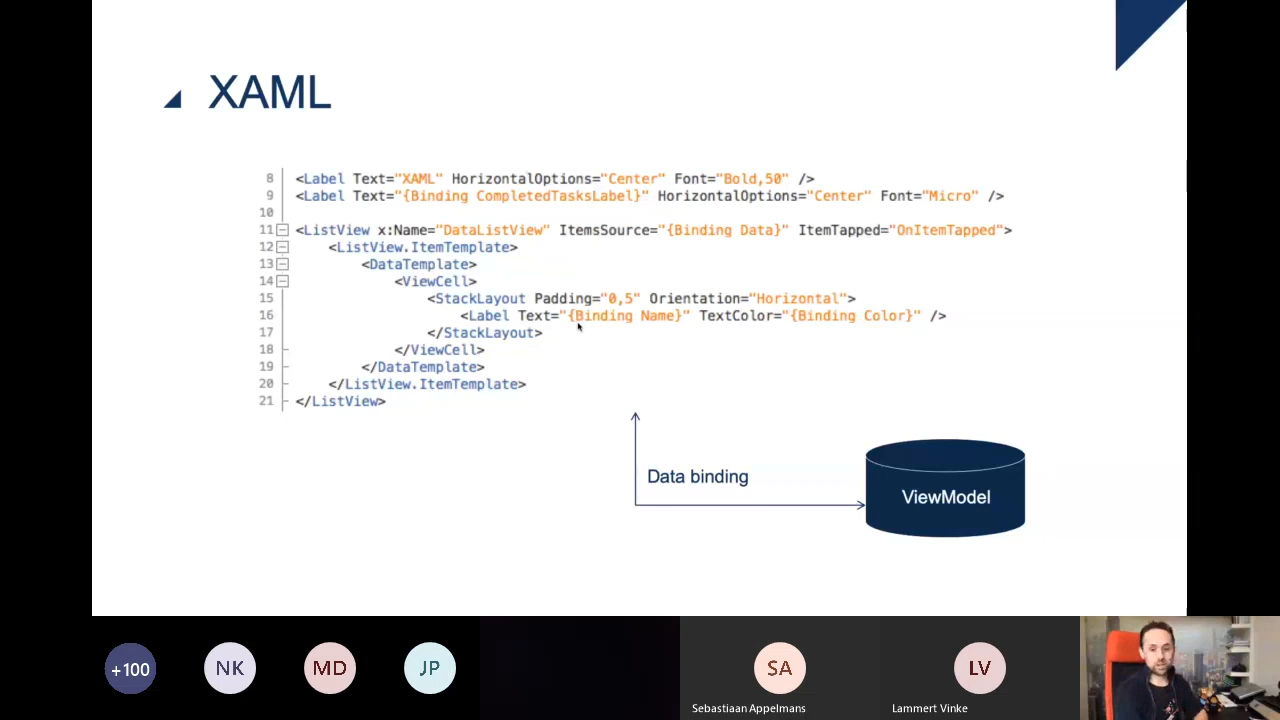 XAML
8 <Label Text="XAML" HorizontalOptions="Center" Font="Bold,50" />
9 <Label Text="{Binding CompletedTasksLabel}" HorizontalOptions="Center" Font="Micro" />
10
11 <ListView x:Name="DataListView" ItemsSource="{Binding Data}" ItemTapped="OnItemTapped">
12 <ListView.ItemTemplate>
13 <DataTemplate>
14 <ViewCell>
15 <StackLayout Padding="0,5" Orientation="Horizontal">
16 <Label Text="{Binding Name}" TextColor="{Binding Color}" />
17 </StackLayout>
18 </ViewCell>
19 </DataTemplate>
20 </ListView.ItemTemplate>
21 </ListView>
Data binding
ViewModel
+100
NK
MD
JP
SA
LV
Sebastiaan Appelmans
Lammert Vinke